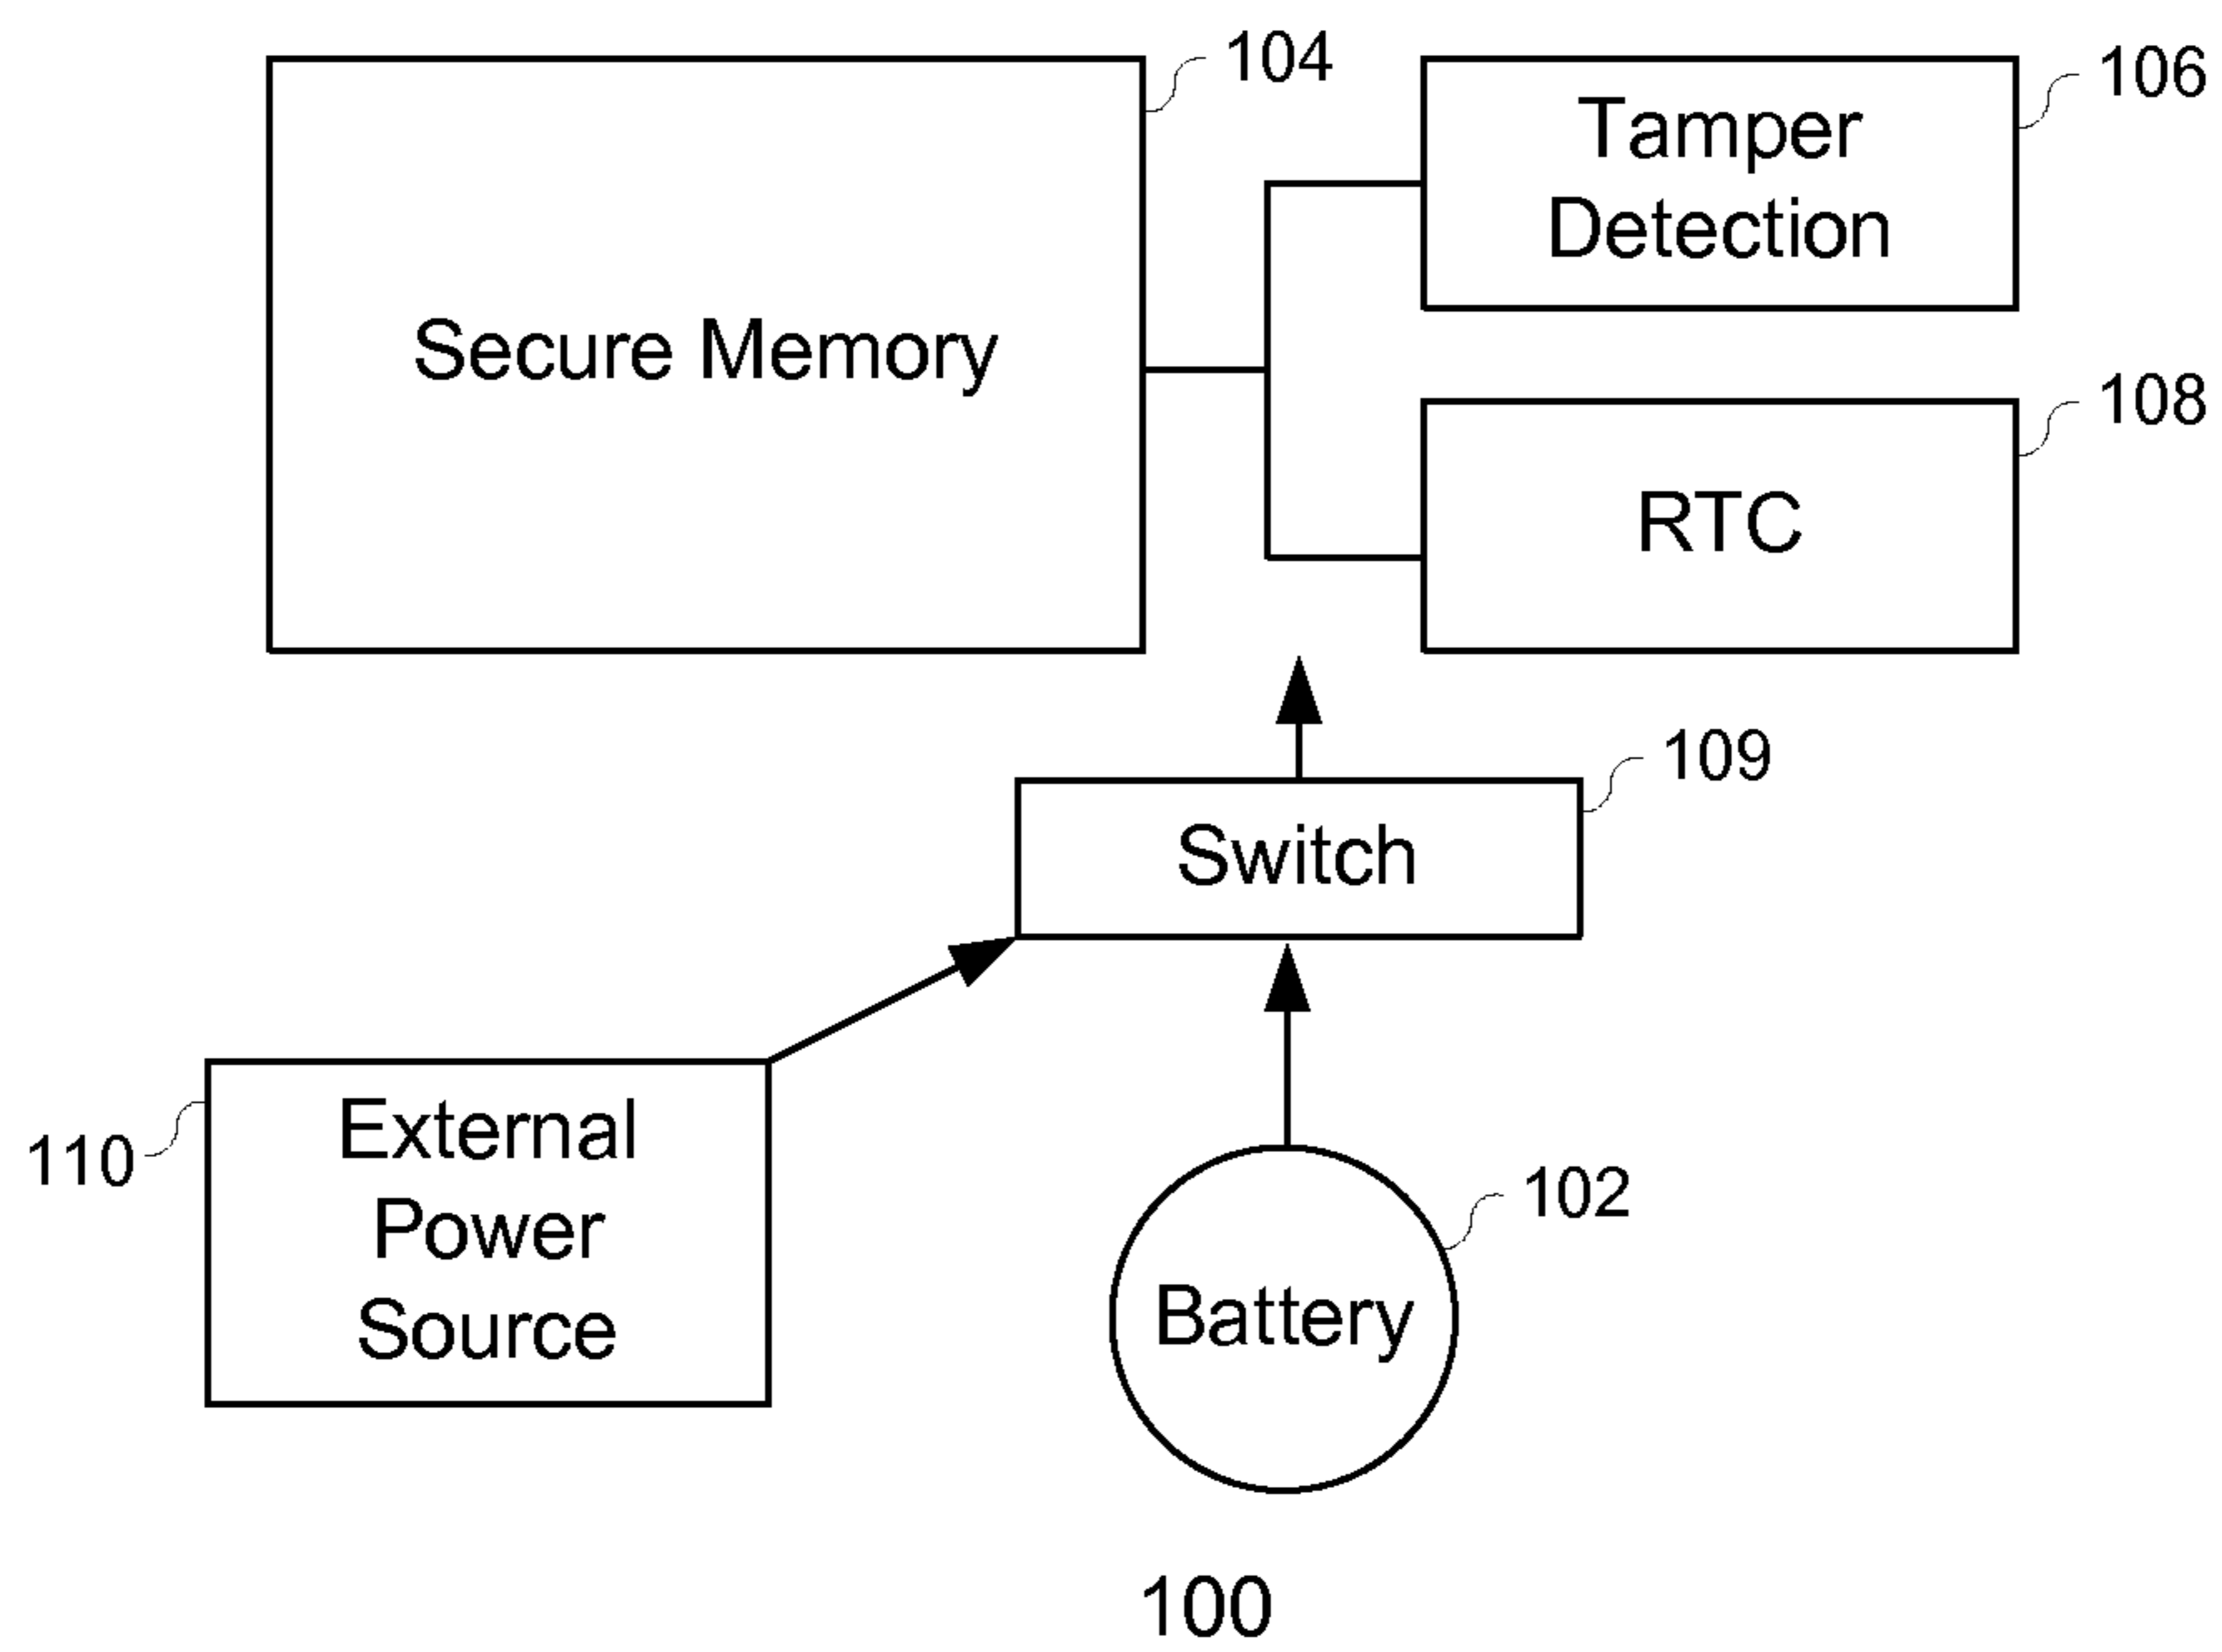 104
106
Tamper
Detection
Secure Memory
108
RTC
109
Switch
110
External
Power
Source
102
Battery
100